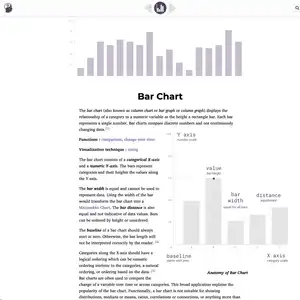 Bar Chart
The bar chart (also known as column chart or bar graph or column graph) displays the
relationship of a category to a numeric variable as the height a rectangle bar. Each bar
represents a single number. Bar charts compare discrete numbers and not continuously
changing data.
Functions : comparison, change over time
Visualization technique : sizing
The bar chart consists of a categorical X-axis
and a numeric Y-axis. The bars represent
categories and their heights the values along
the Y-axis.
The bar width is equal and cannot be used to
represent data. Using the width of the bar
would transform the bar chart into a
Marimekko Chart. The bar distance is also
equal and not indicative of data values. Bars
can be ordered by height or unordered.
The baseline of a bar chart should always
start at zero. Otherwise, the bar length will
not be interpreted correctly by the reader.
Categories along the X-axis should have a
logical ordering which can be numeric
ordering intrinsic to the categories, a natural
ordering, or ordering based on the data.
Bar charts are often used to compare the
change of a variable over time or across categories. This broad application explains the
popularity of the bar chart. Functionally, a bar chart is not suitable for showing
distributions, medians or means, ratios, correlations or connections, or anything more than
Y axis
value
bar
width
distance
baseline
X axis
Anatomy of Bar Chart